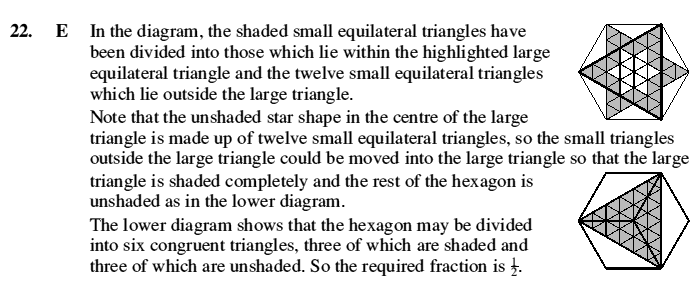 22. E In the diagram, the shaded small equilateral triangles have
been divided into those which lie within the highlighted large
equilateral triangle and the twelve small equilateral triangles
which lie outside the large triangle.
Note that the unshaded star shape in the centre of the large
triangle is made up of twelve small equilateral triangles, so the small triangles
outside the large triangle could be moved into the large triangle so that the large
triangle is shaded completely and the rest of the hexagon is
unshaded as in the lower diagram.
The lower diagram shows that the hexagon may be divided
into six congruent triangles, three of which are shaded and
three of which are unshaded. So the required fraction is ½.